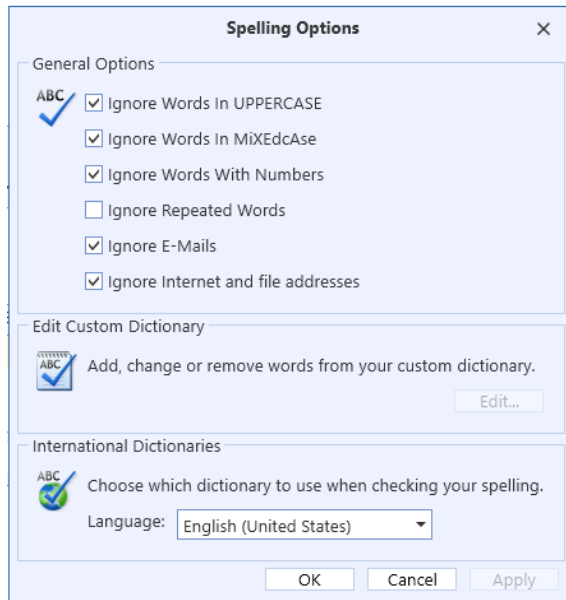 Spelling Options
General Options
ABC
Ignore Words In UPPERCASE
Ignore Words In MiXEdcAse
Ignore Words With Numbers
Ignore Repeated Words
Ignore E-Mails
Ignore Internet and file addresses
Edit Custom Dictionary
ABC
Add, change or remove words from your custom dictionary.
Edit...
International Dictionaries
ABC
Choose which dictionary to use when checking your spelling.
Language: English (United States)
OK Cancel Apply